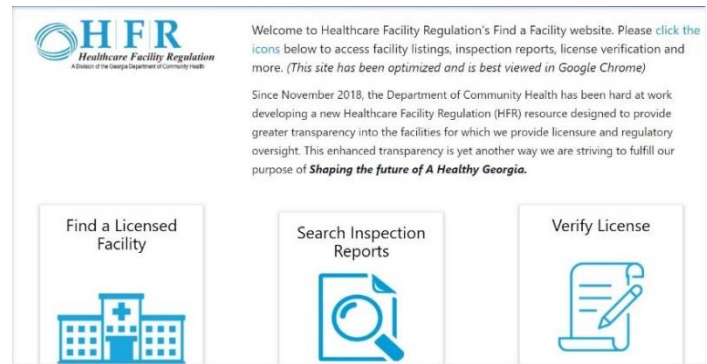 HFR
Healthcare Facility Regulation
A Division of the Georgia Department of Community Health
Welcome to Healthcare Facility Regulation's Find a Facility website. Please click the
icons below to access facility listings, inspection reports, license verification and
more. (This site has been optimized and is best viewed in Google Chrome)
Since November 2018, the Department of Community Health has been hard at work
developing a new Healthcare Facility Regulation (HFR) resource designed to provide
greater transparency into the facilities for which we provide licensure and regulatory
oversight. This enhanced transparency is yet another way we are striving to fulfill our
purpose of Shaping the future of A Healthy Georgia.
Find a Licensed
Facility
Search Inspection
Reports
Verify License